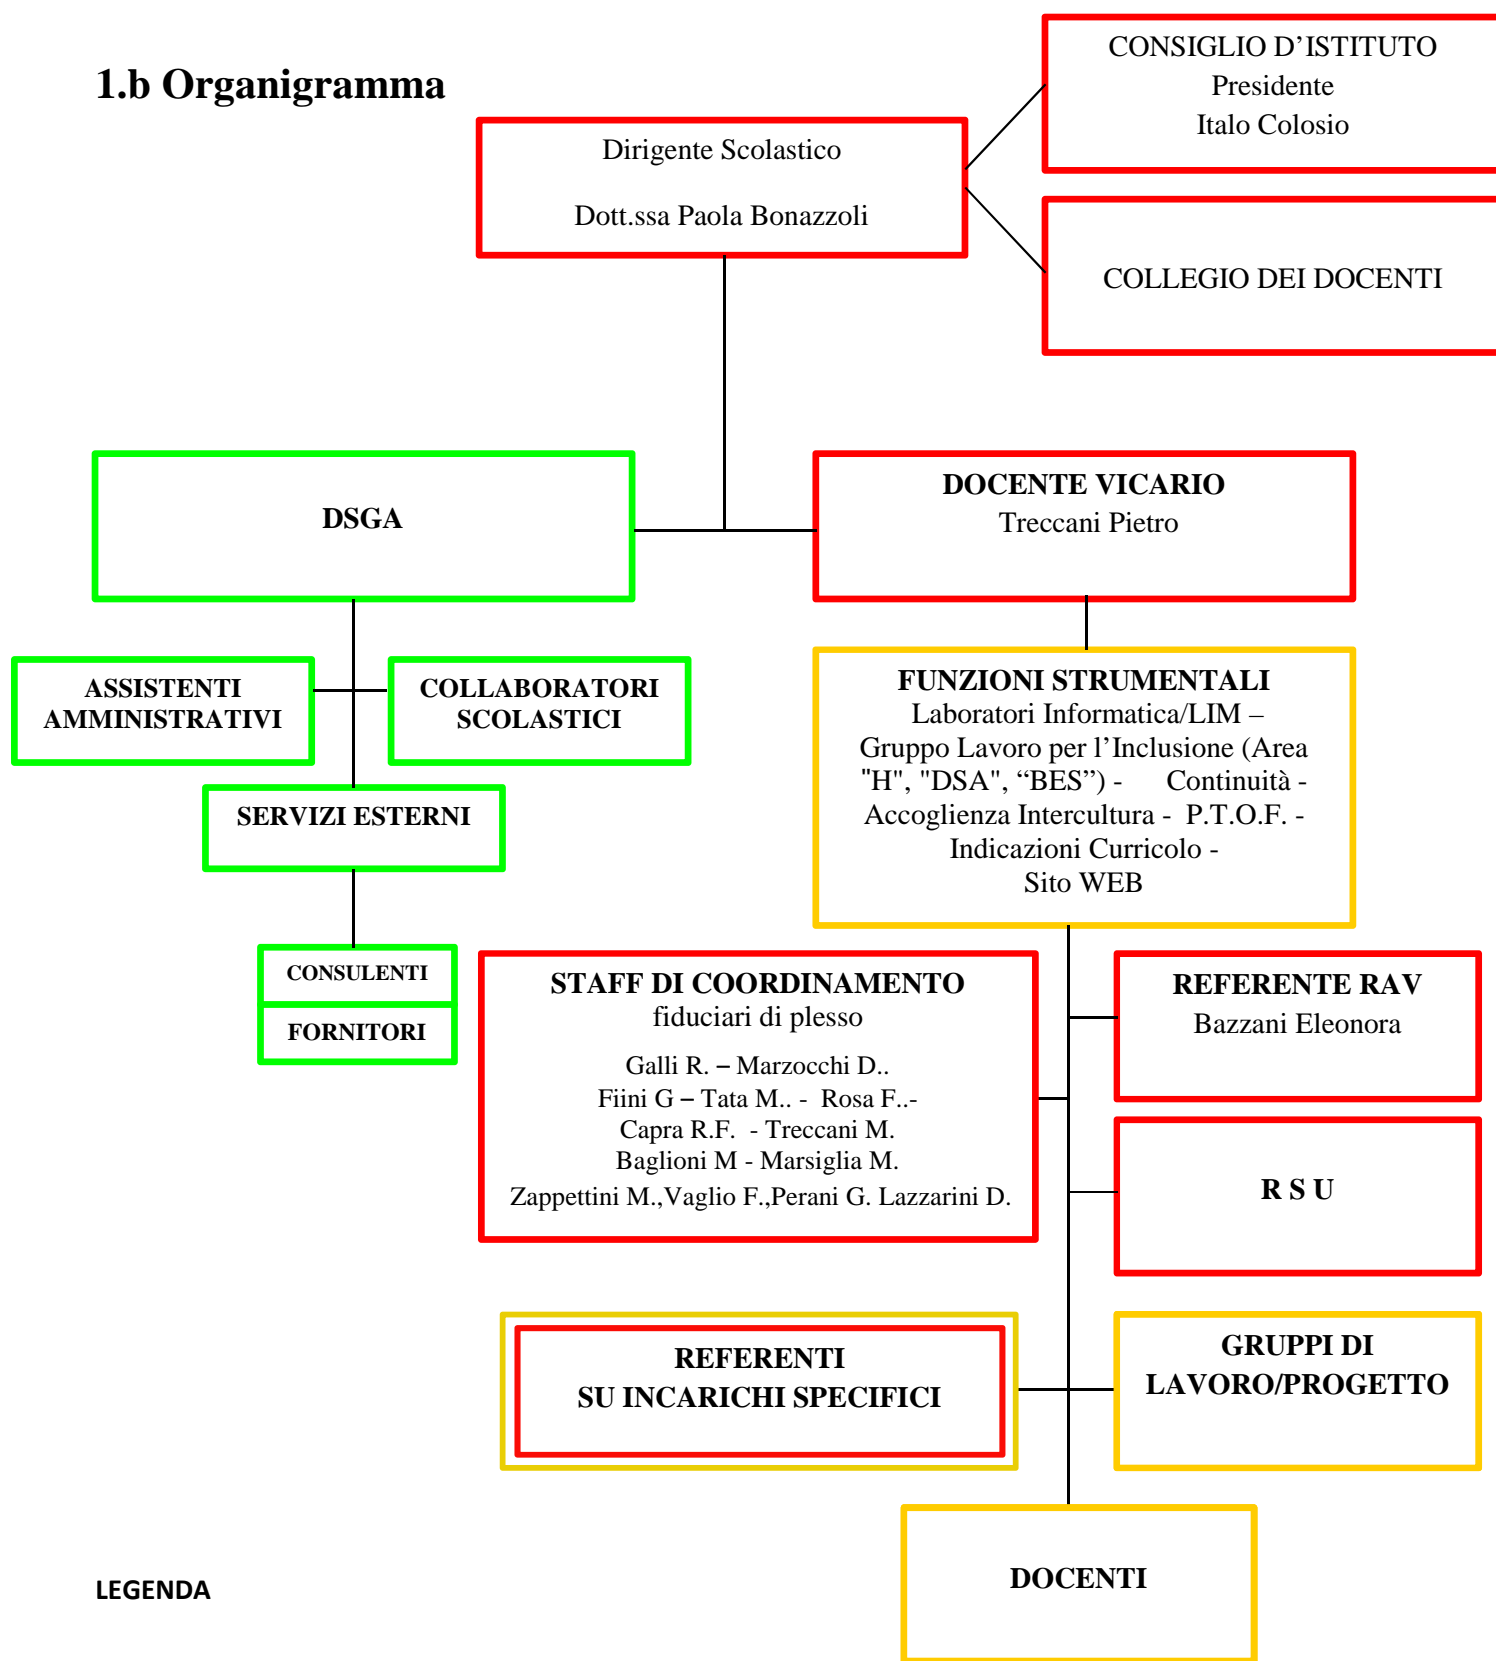 1.b Organigramma
CONSIGLIO D’ISTITUTO
Presidente
Italo Colosio
Dirigente Scolastico
Dott.ssa Paola Bonazzoli
COLLEGIO DEI DOCENTI
DSGA
DOCENTE VICARIO
Treccani Pietro
ASSISTENTI
AMMINISTRATIVI
COLLABORATORI
SCOLASTICI
SERVIZI ESTERNI
CONSULENTI
FORNITORI
FUNZIONI STRUMENTALI
Laboratori Informatica/LIM –
Gruppo Lavoro per l’Inclusione (Area
"H", "DSA", “BES”) - Continuità -
Accoglienza Intercultura - P.T.O.F. -
Indicazioni Curricolo -
Sito WEB
STAFF DI COORDINAMENTO
fiduciari di plesso
Galli R. – Marzocchi D..
Fiini G – Tata M.. - Rosa F..-
Capra R.F. - Treccani M.
Baglioni M - Marsiglia M.
Zappettini M.,Vaglio F.,Perani G. Lazzarini D.
REFERENTE RAV
Bazzani Eleonora
R S U
REFERENTI
SU INCARICHI SPECIFICI
GRUPPI DI
LAVORO/PROGETTO
DOCENTI
LEGENDA